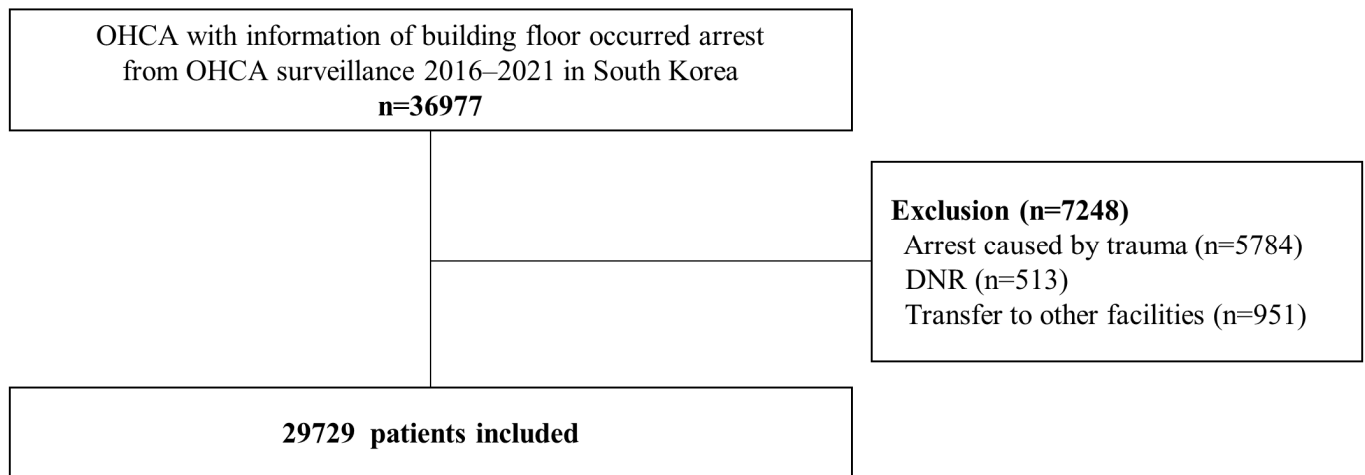 OHCA with information of building floor occurred arrest
from OHCA surveillance 2016–2021 in South Korea
n=36977
Exclusion (n=7248)
Arrest caused by trauma (n=5784)
DNR (n=513)
Transfer to other facilities (n=951)
29729 patients included